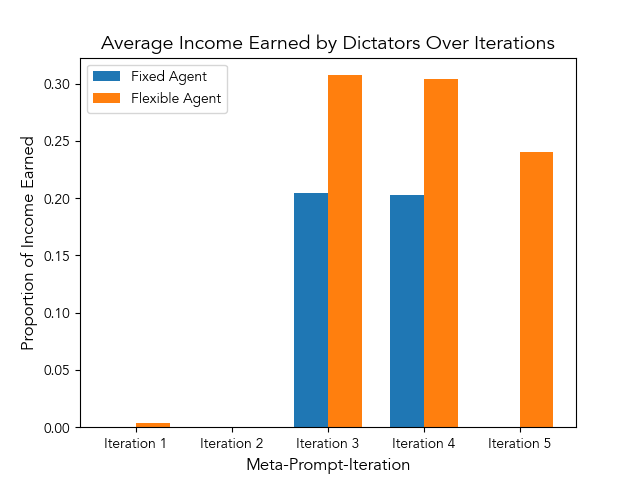 Average Income Earned by Dictators Over Iterations
Fixed Agent
Flexible Agent
Proportion of Income Earned
0.30
0.25
0.20
0.15
0.10
0.05
0.00
Iteration 1
Iteration 2
Iteration 3
Iteration 4
Iteration 5
Meta-Prompt-Iteration